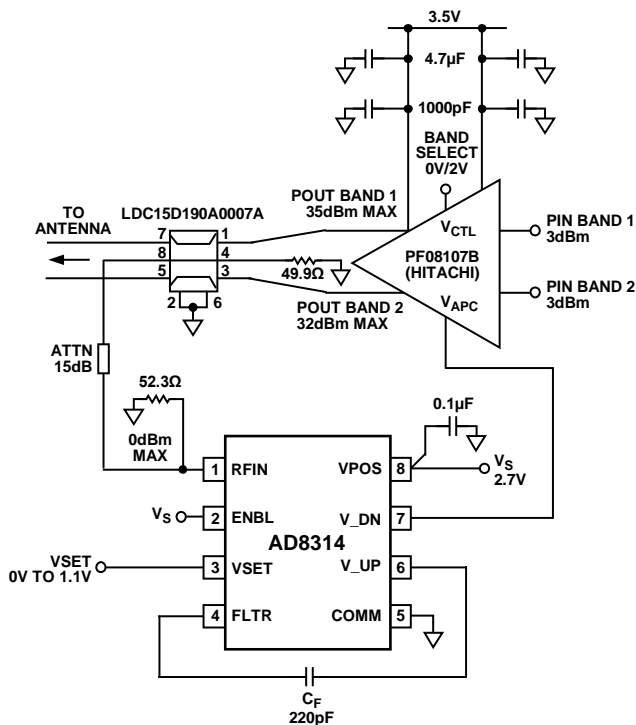 3.5V
4.7µF
1000pF
BAND
SELECT
0V/2V
TO
ANTENNA
LDC15D190A0007A
POUT BAND 1
35dBm MAX
7
1
8
4
5
3
2
6
49.9Ω
VCTL
PF08107B
(HITACHI)
VAPC
PIN BAND 1
3dBm
PIN BAND 2
3dBm
POUT BAND 2
32dBm MAX
ATTN
15dB
52.3Ω
0dBm
MAX
0.1µF
VS
2.7V
1 RFIN
VPOS 8
VS
2 ENBL
V_DN 7
AD8314
VSET
0V TO 1.1V
3 VSET
V_UP 6
4 FLTR
COMM 5
CF
220pF